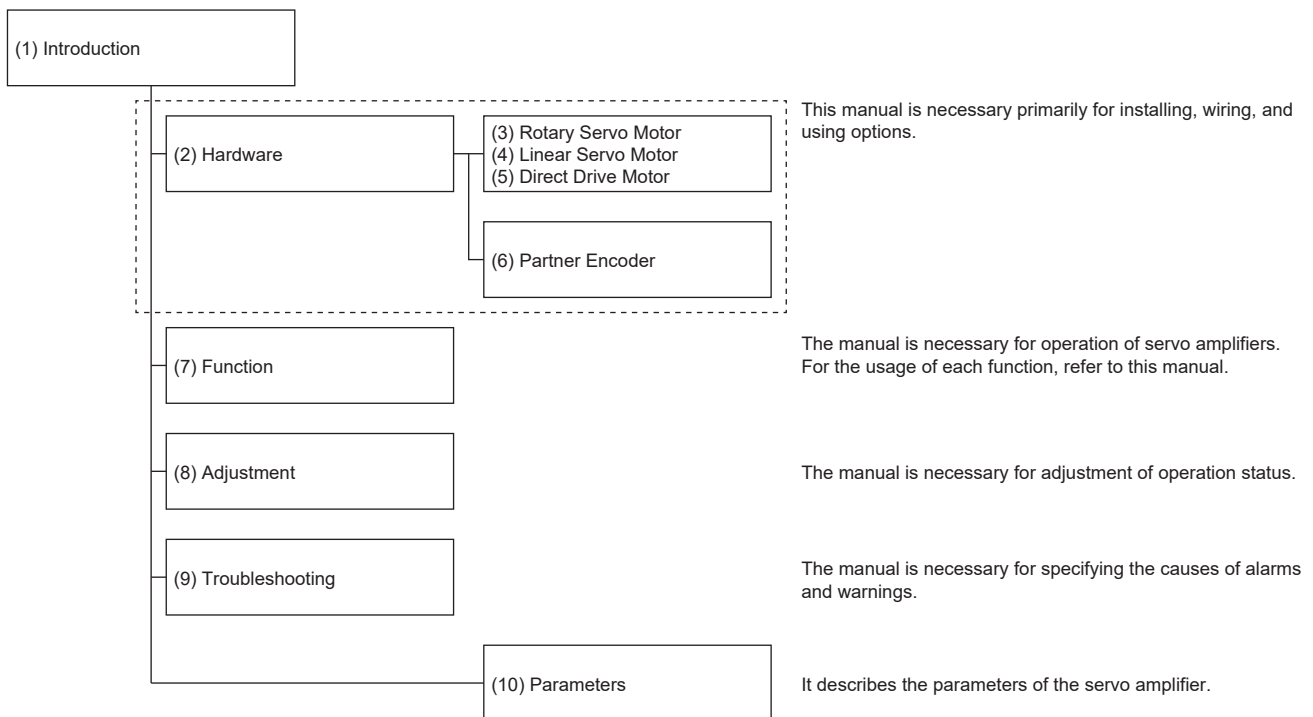 (1) Introduction
This manual is necessary primarily for installing, wiring, and
using options.
(2) Hardware
(3) Rotary Servo Motor
(4) Linear Servo Motor
(5) Direct Drive Motor
(6) Partner Encoder
(7) Function
The manual is necessary for operation of servo amplifiers.
For the usage of each function, refer to this manual.
(8) Adjustment
The manual is necessary for adjustment of operation status.
(9) Troubleshooting
The manual is necessary for specifying the causes of alarms
and warnings.
(10) Parameters
It describes the parameters of the servo amplifier.